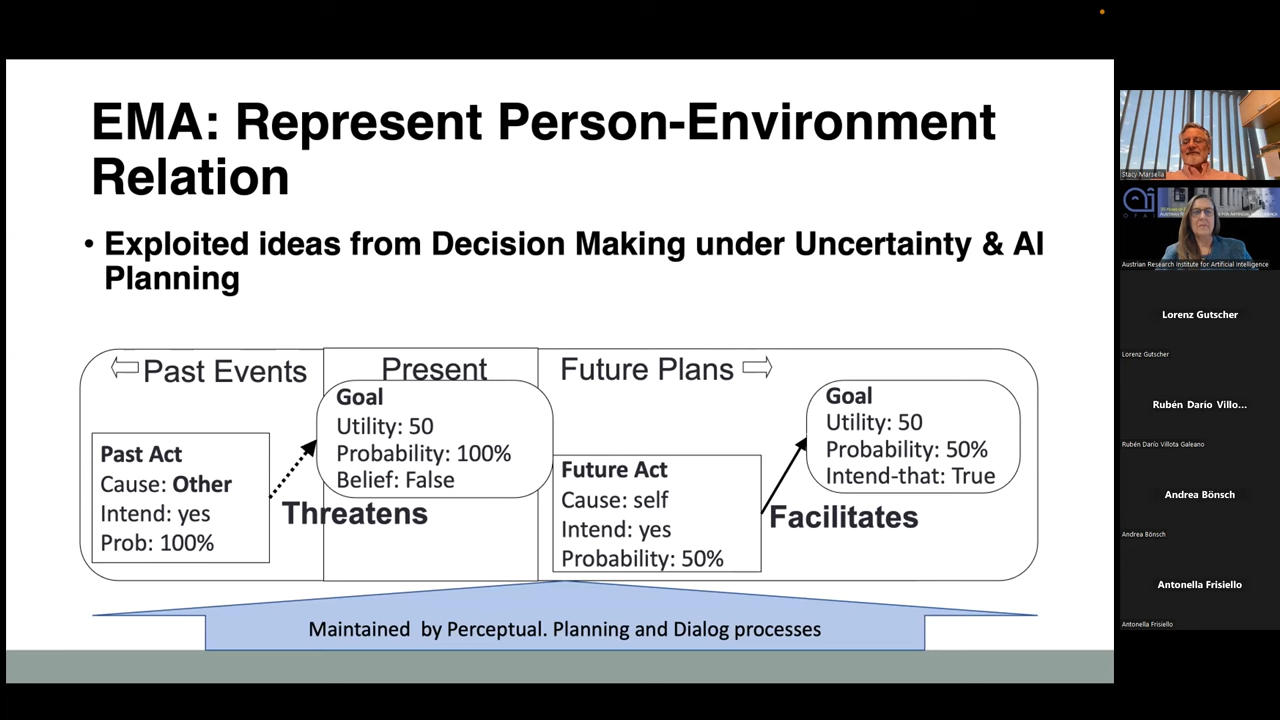 EMA: Represent Person-Environment
Relation
• Exploited ideas from Decision Making under Uncertainty & AI
Planning
Past Events
Present
Future Plans
Past Act
Cause: Other
Intend: yes
Prob: 100%
Threatens
Goal
Utility: 50
Probability: 100%
Belief: False
Future Act
Cause: self
Intend: yes
Probability: 50%
Facilitates
Goal
Utility: 50
Probability: 50%
Intend-that: True
Maintained by Perceptual. Planning and Dialog processes
Stacy Marsella
Austrian Research Institute for Artificial Intelligence
Lorenz Gutscher
Lorenz Gutscher
Rubén Darío Villo...
Rubén Darío Villota Galeano
Andrea Bönsch
Andrea Bönsch
Antonella Frisiello
Antonella Frisiello